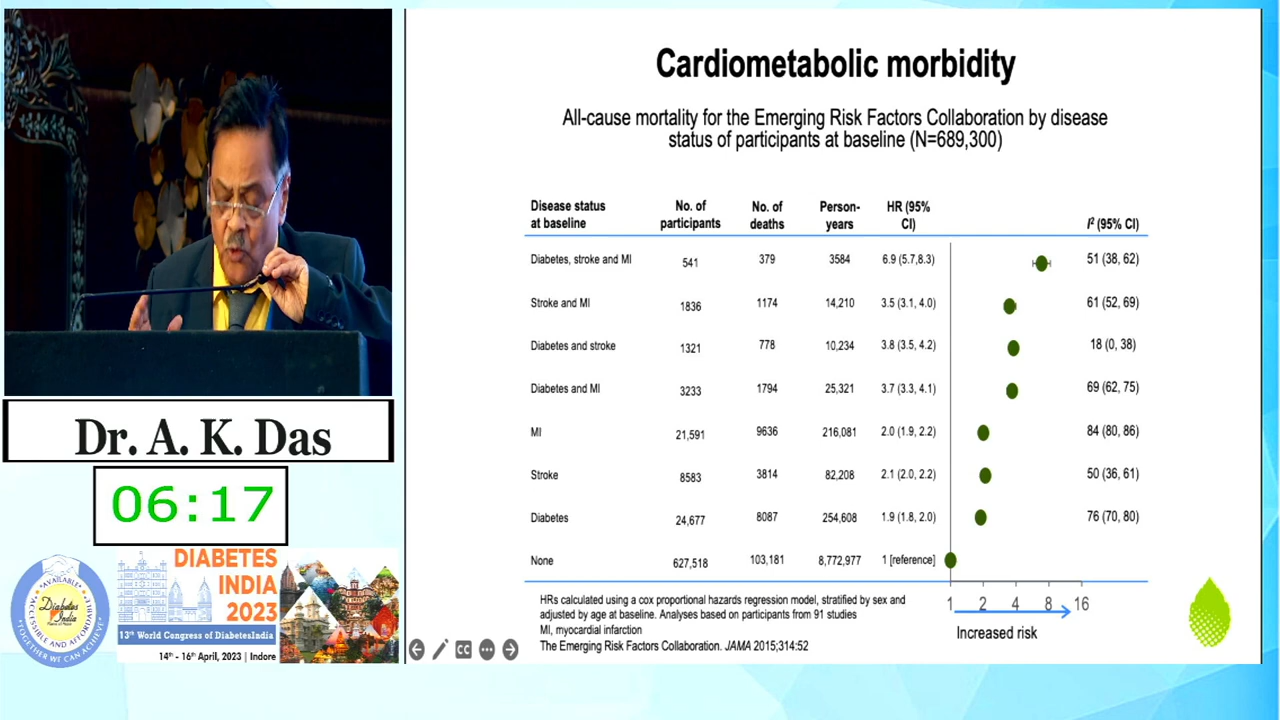 Cardiometabolic morbidity
All-cause mortality for the Emerging Risk Factors Collaboration by disease
status of participants at baseline (N=689,300)
Disease status at baseline No. of participants No. of deaths Person-years HR (95% CI) I² (95% CI)
Diabetes, stroke and MI 541 379 3584 6.9 (5.7,8.3) 51 (38, 62)
Stroke and MI 1836 1174 14,210 3.5 (3.1, 4.0) 61 (52, 69)
Diabetes and stroke 1321 778 10,234 3.8 (3.5, 4.2) 18 (0, 38)
Diabetes and MI 3233 1794 25,321 3.7 (3.3, 4.1) 69 (62, 75)
MI 21,591 9636 216,081 2.0 (1.9, 2.2) 84 (80, 86)
Stroke 8583 3814 82,208 2.1 (2.0, 2.2) 50 (36, 61)
Diabetes 24,677 8087 254,608 1.9 (1.8, 2.0) 76 (70, 80)
None 627,518 103,181 8,772,977 1 [reference]
1 2 4 8 16
Increased risk
HRs calculated using a cox proportional hazards regression model, stratified by sex and
adjusted by age at baseline. Analyses based on participants from 91 studies
MI, myocardial infarction
The Emerging Risk Factors Collaboration. JAMA 2015;314:52
CC
Dr. A. K. Das
06:17
AVAILABLE
ACCESSIBLE AND AFFORDABLE
Diabetes
India
TOGETHER WE CAN ACHIEVE
DIABETES
INDIA
2023
13th World Congress of DiabetesIndia
14th - 16th April, 2023 | Indore